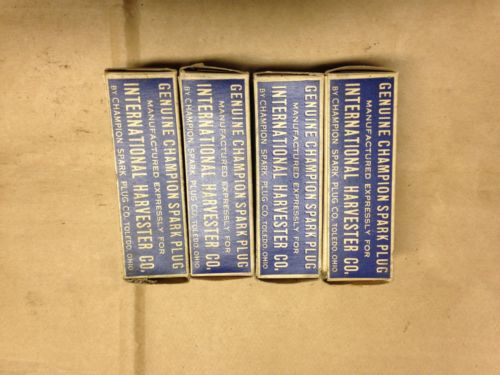 GENUINE CHAMPION SPARK PLUG
MANUFACTURED EXPRESSLY FOR
INTERNATIONAL HARVESTER CO.
BY CHAMPION SPARK PLUG CO. TOLEDO, OHIO
GENUINE CHAMPION SPARK PLUG
MANUFACTURED EXPRESSLY FOR
INTERNATIONAL HARVESTER CO.
BY CHAMPION SPARK PLUG CO. TOLEDO, OHIO
GENUINE CHAMPION SPARK PLUG
MANUFACTURED EXPRESSLY FOR
INTERNATIONAL HARVESTER CO.
BY CHAMPION SPARK PLUG CO. TOLEDO, OHIO
GENUINE CHAMPION SPARK PLUG
MANUFACTURED EXPRESSLY FOR
INTERNATIONAL HARVESTER CO.
BY CHAMPION SPARK PLUG CO. TOLEDO, OHIO